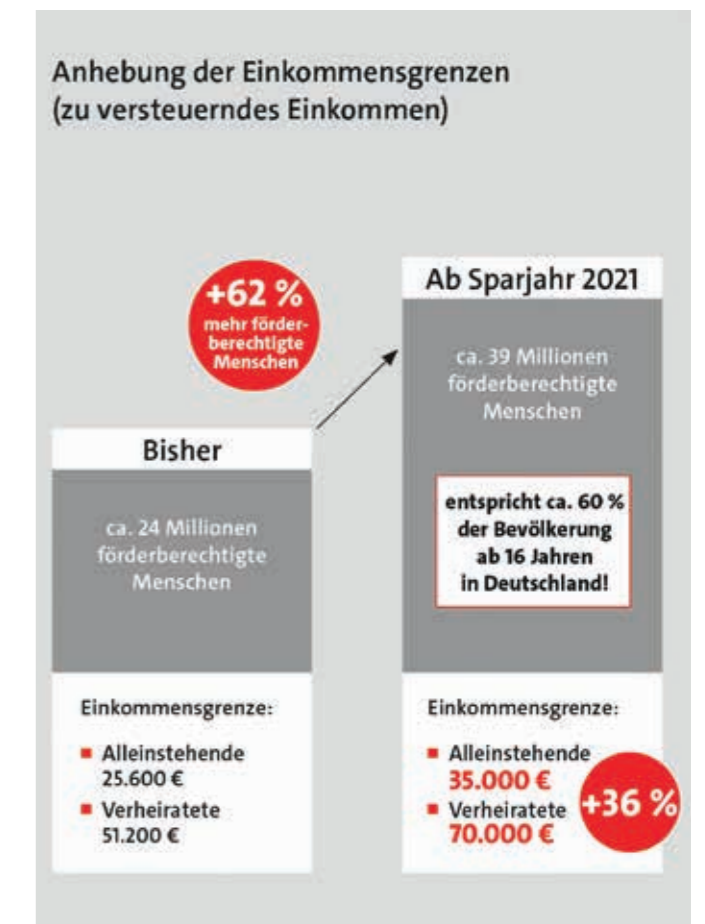 Anhebung der Einkommensgrenzen
(zu versteuerndes Einkommen)
+62 %
mehr förder-
berechtigte
Menschen
Bisher
ca. 24 Millionen
förderberechtigte
Menschen
Einkommensgrenze:
Alleinstehende
25.600 €
Verheiratete
51.200 €
Ab Sparjahr 2021
ca. 39 Millionen
förderberechtigte
Menschen
entspricht ca. 60 %
der Bevölkerung
ab 16 Jahren
in Deutschland!
Einkommensgrenze:
Alleinstehende
35.000 €
Verheiratete
70.000 €
+36 %